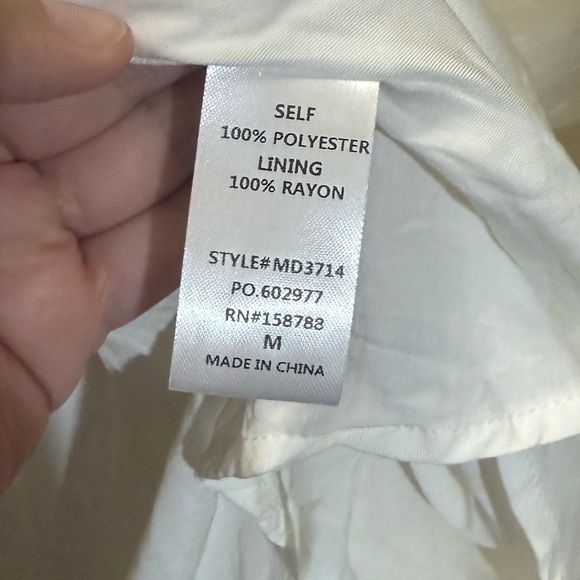 SELF
100% POLYESTER
LINING
100% RAYON
STYLE#MD3714
PO.602977
RN#158788
M
MADE IN CHINA